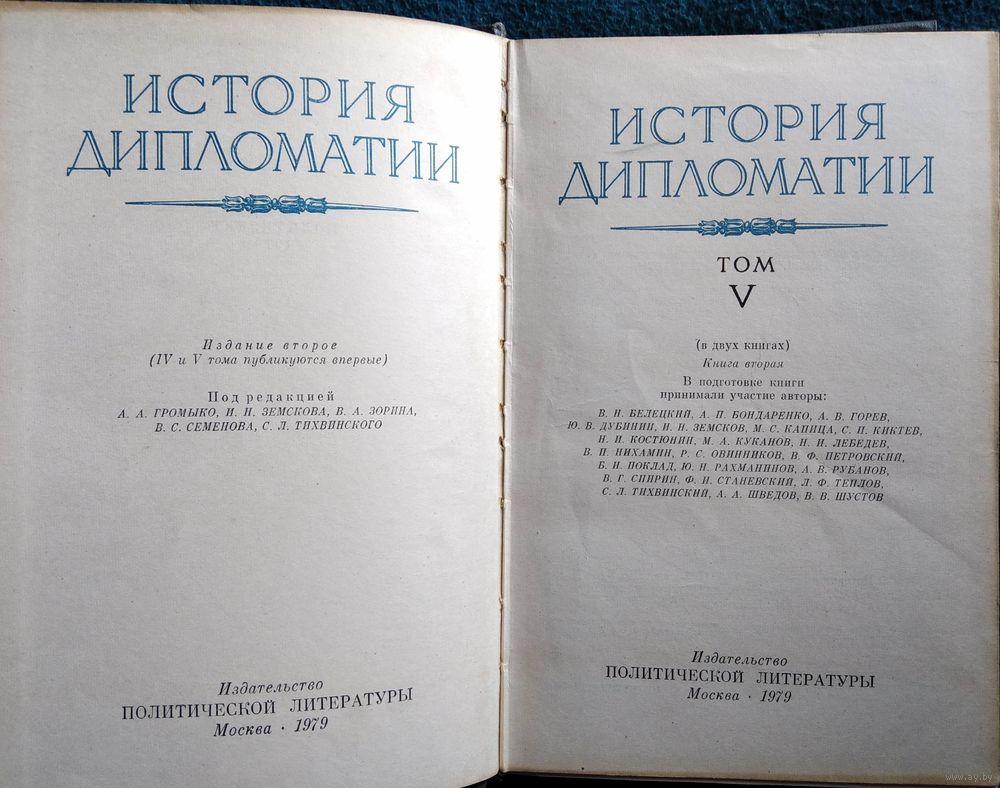 ИСТОРИЯ
ДИПЛОМАТИИ
Издание второе
(IV и V тома публикуются впервые)
Под редакцией
А. А. ГРОМЫКО, И. Н. ЗЕМСКОВА, В. А. ЗОРИНА,
В. С. СЕМЕНОВА, С. Л. ТИХВИНСКОГО
Издательство
ПОЛИТИЧЕСКОЙ ЛИТЕРАТУРЫ
Москва · 1979
ИСТОРИЯ
ДИПЛОМАТИИ
ТОМ
V
(в двух книгах)
Книга вторая
В подготовке книги
принимали участие авторы:
В. Н. БЕЛЕЦКИЙ, А. П. БОНДАРЕНКО, А. В. ГОРЕВ,
Ю. В. ДУБИНИН, И. Н. ЗЕМСКОВ, М. С. КАПИЦА, С. П. КИКТЕВ,
Н. И. КОСТЮНИН, М. А. КУКАНОВ, Н. И. ЛЕБЕДЕВ,
В. П. НИХАМИН, Р. С. ОВИННИКОВ, В. Ф. ПЕТРОВСКИЙ,
Б. Н. ПОКЛАД, Ю. Н. РАХМАНИНОВ, А. В. РУБАНОВ,
В. Г. СПИРИН, Ф. И. СТАНЕВСКИЙ, Л. Ф. ТЕПЛОВ,
С. Л. ТИХВИНСКИЙ, А. А. ШВЕДОВ, В. В. ШУСТОВ
Издательство
ПОЛИТИЧЕСКОЙ ЛИТЕРАТУРЫ
Москва · 1979
www.ay.by